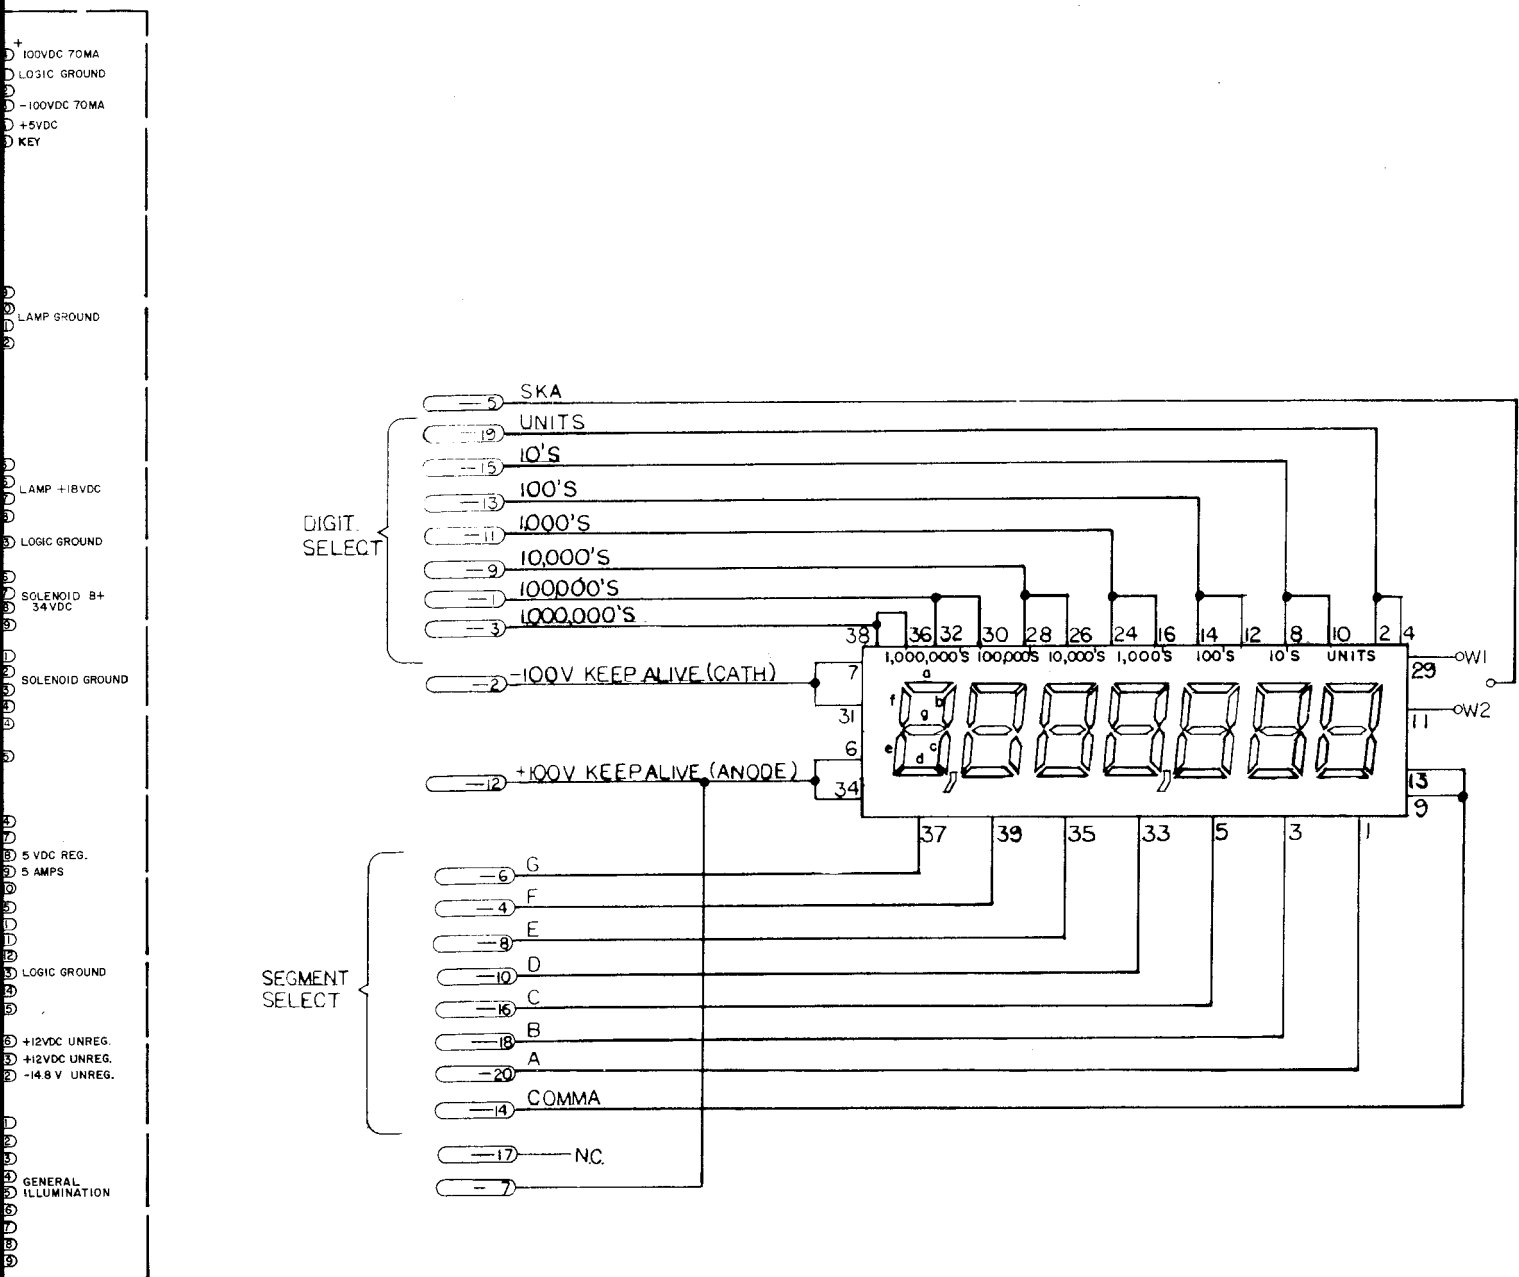 +
100VDC 70MA
LOGIC GROUND
-100VDC 70MA
+5VDC
KEY
LAMP GROUND
LAMP +18VDC
LOGIC GROUND
SOLENOID B+
34VDC
SOLENOID GROUND
5 VDC REG.
5 AMPS
LOGIC GROUND
+12VDC UNREG.
+12VDC UNREG.
-14.8 V UNREG.
GENERAL
ILLUMINATION
DIGIT
SELECT
5 SKA
19 UNITS
15 10'S
13 100'S
11 1,000'S
9 10,000'S
1 100,000'S
3 1,000,000'S
2 -100V KEEP ALIVE (CATH)
12 +100V KEEP ALIVE (ANODE)
38 36 32 30 28 26 24 16 14 12 8 10 2 4
1,000,000'S 100,000'S 10,000'S 1,000'S 100'S 10'S UNITS
7
31
6
34
a
f b
g
e c
d
,
,
29 W1
11 W2
13
9
37 39 35 33 5 3 1
SEGMENT
SELECT
6 G
4 F
8 E
10 D
16 C
18 B
20 A
14 COMMA
17 N.C.
7